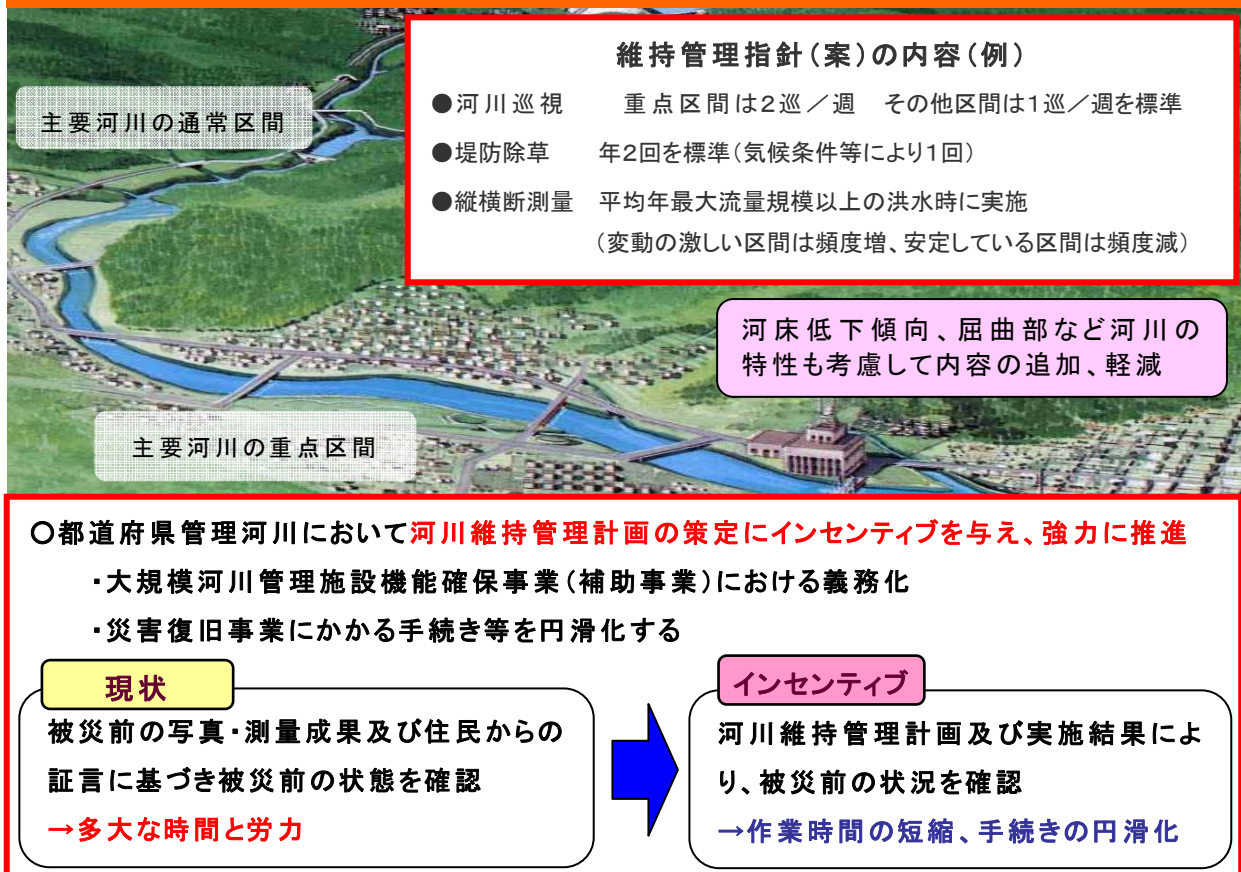 維持管理指針(案)の内容(例)
●河川巡視 重点区間は2巡/週 その他区間は1巡/週を標準
●堤防除草 年2回を標準(気候条件等により1回)
●縦横断測量 平均年最大流量規模以上の洪水時に実施
(変動の激しい区間は頻度増、安定している区間は頻度減)
主要河川の通常区間
河床低下傾向、屈曲部など河川の
特性も考慮して内容の追加、軽減
主要河川の重点区間
○都道府県管理河川において河川維持管理計画の策定にインセンティブを与え、強力に推進
・大規模河川管理施設機能確保事業(補助事業)における義務化
・災害復旧事業にかかる手続き等を円滑化する
現状
被災前の写真・測量成果及び住民からの
証言に基づき被災前の状態を確認
→多大な時間と労力
インセンティブ
河川維持管理計画及び実施結果によ
り、被災前の状況を確認
→作業時間の短縮、手続きの円滑化